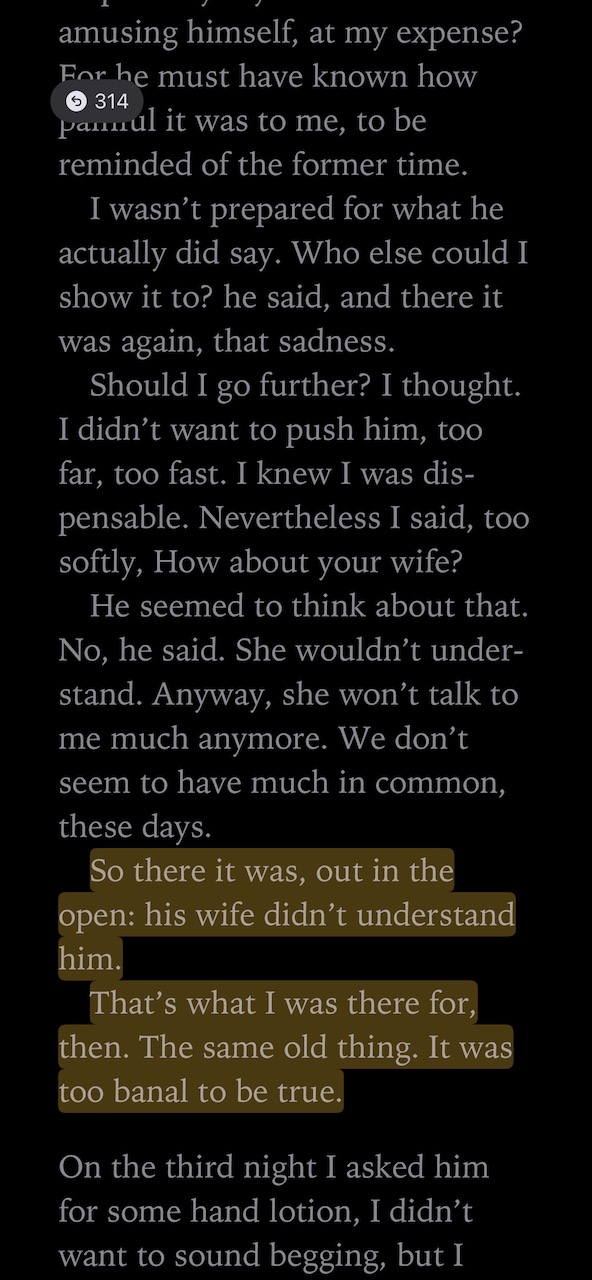 amusing himself, at my expense?
For he must have known how
314
painful it was to me, to be
reminded of the former time.
I wasn’t prepared for what he
actually did say. Who else could I
show it to? he said, and there it
was again, that sadness.
Should I go further? I thought.
I didn’t want to push him, too
far, too fast. I knew I was dis-
pensable. Nevertheless I said, too
softly, How about your wife?
He seemed to think about that.
No, he said. She wouldn’t under-
stand. Anyway, she won’t talk to
me much anymore. We don’t
seem to have much in common,
these days.
So there it was, out in the
open: his wife didn’t understand
him.
That’s what I was there for,
then. The same old thing. It was
too banal to be true.
On the third night I asked him
for some hand lotion, I didn’t
want to sound begging, but I